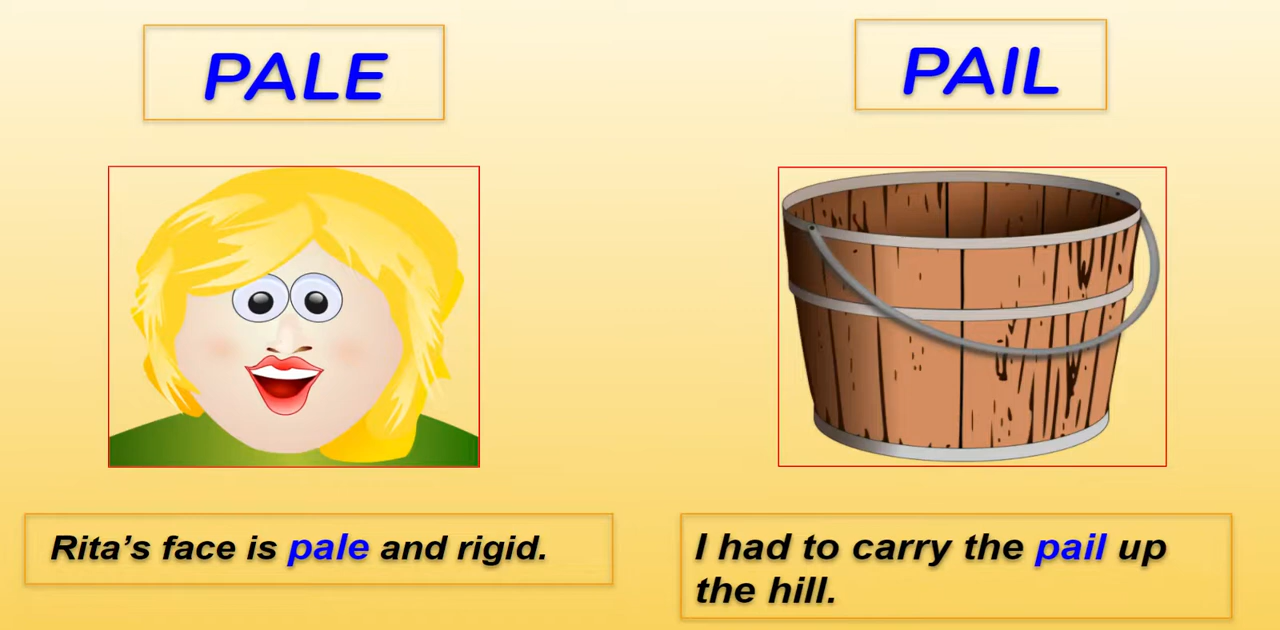 PALE
PAIL
Rita’s face is pale and rigid.
I had to carry the pail up
the hill.